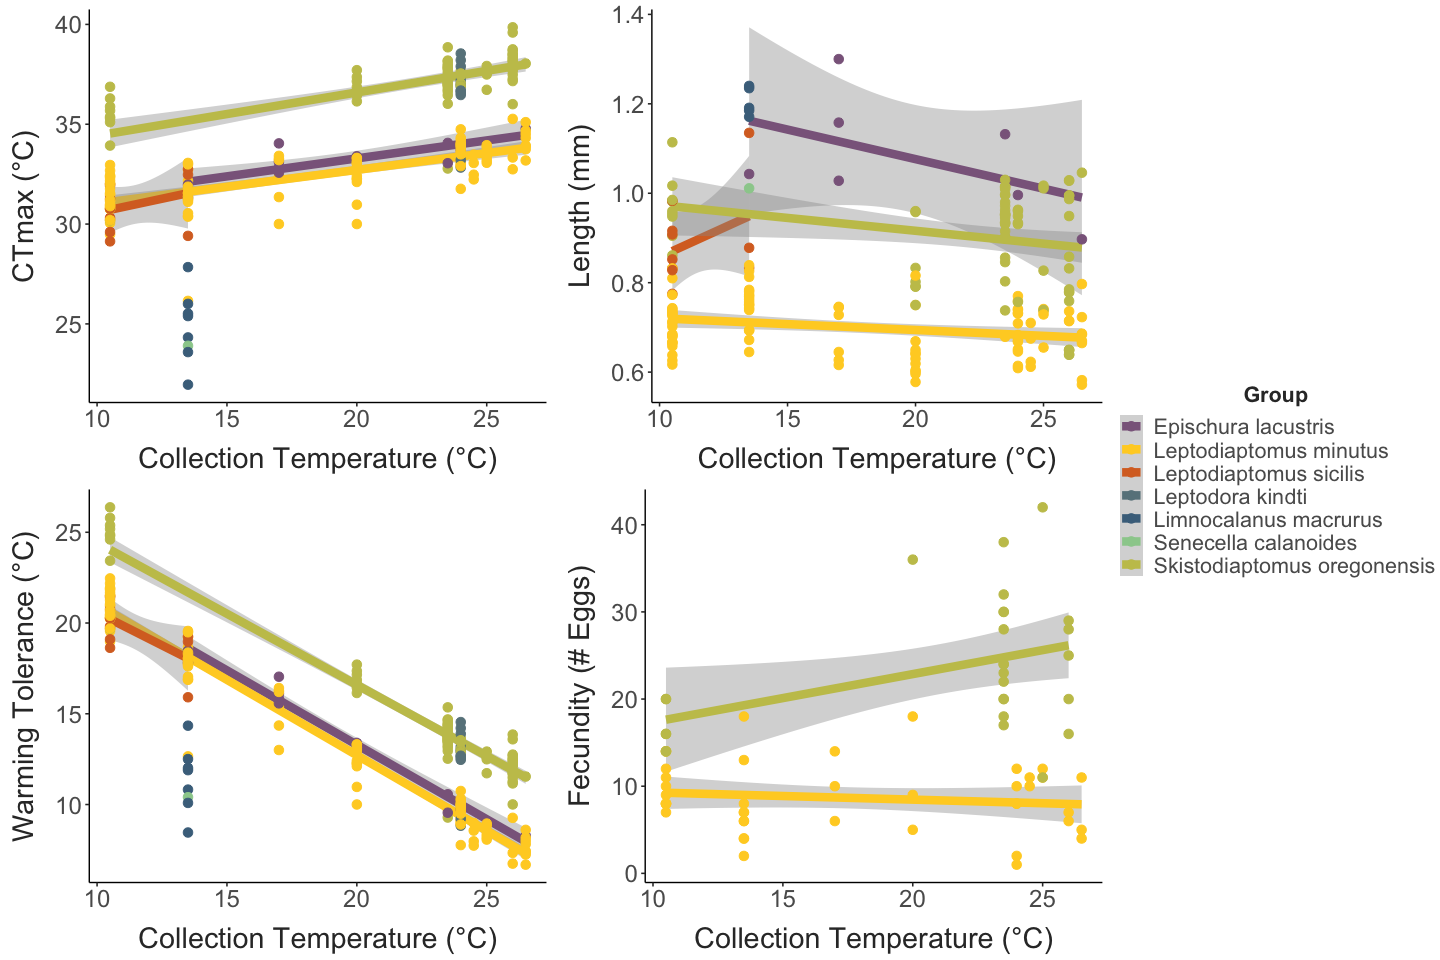 40
35
30
25
CTmax (°C)
10 15 20 25
Collection Temperature (°C)
1.4
1.2
1.0
0.8
0.6
Length (mm)
10 15 20 25
Collection Temperature (°C)
Group
Epischura lacustris
Leptodiaptomus minutus
Leptodiaptomus sicilis
Leptodora kindti
Limnocalanus macrurus
Senecella calanoides
Skistodiaptomus oregonensis
25
20
15
10
Warming Tolerance (°C)
10 15 20 25
Collection Temperature (°C)
40
30
20
10
0
Fecundity (# Eggs)
10 15 20 25
Collection Temperature (°C)